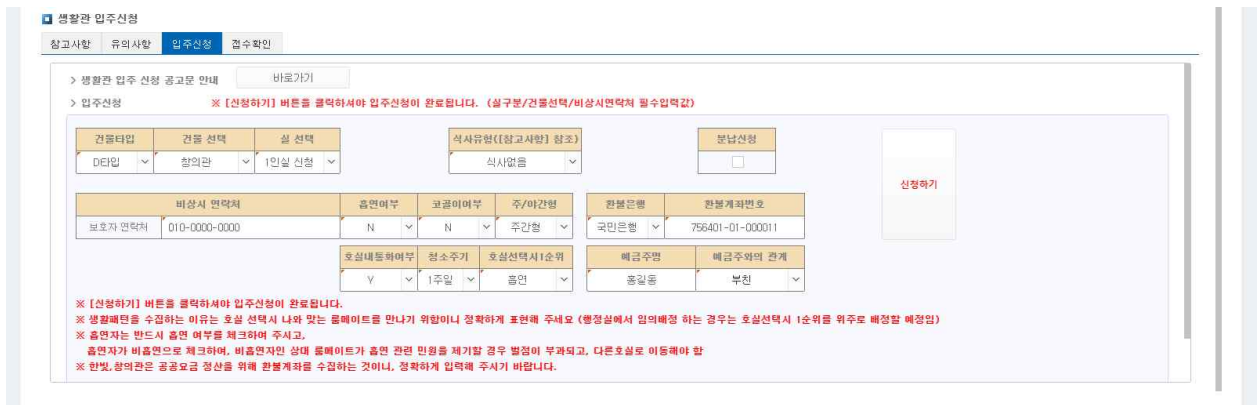 생활관 입주신청
참고사항 유의사항 입주신청 접수확인
> 생활관 입주 신청 공고문 안내 바로가기
> 입주신청 ※ [신청하기] 버튼을 클릭하셔야 입주신청이 완료됩니다. (실구분/건물선택/비상시연락처 필수입력값)
건물타입 건물 선택 실 선택 식사유형([참고사항] 참조) 분납신청
D타입 창의관 1인실 신청 식사없음
신청하기
비상시 연락처 흡연여부 코골이여부 주/야간형 환불은행 환불계좌번호
보호자 연락처 010-0000-0000 N N 주간형 국민은행 756401-01-000011
호실내통화여부 청소주기 호실선택시1순위 예금주명 예금주와의 관계
Y 1주일 흡연 홍길동 부친
※ [신청하기] 버튼을 클릭하셔야 입주신청이 완료됩니다.
※ 생활패턴을 수집하는 이유는 호실 선택시 나와 맞는 룸메이트를 만나기 위함이니 정확하게 표현해 주세요 (행정실에서 임의배정 하는 경우는 호실선택시 1순위를 위주로 배정할 예정임)
※ 흡연자는 반드시 흡연 여부를 체크하여 주시고,
흡연자가 비흡연으로 체크하여, 비흡연자인 상대 룸메이트가 흡연 관련 민원을 제기할 경우 벌점이 부과되고, 다른호실로 이동해야 함
※ 한빛,창의관은 공공요금 정산을 위해 환불계좌를 수집하는 것이니, 정확하게 입력해 주시기 바랍니다.